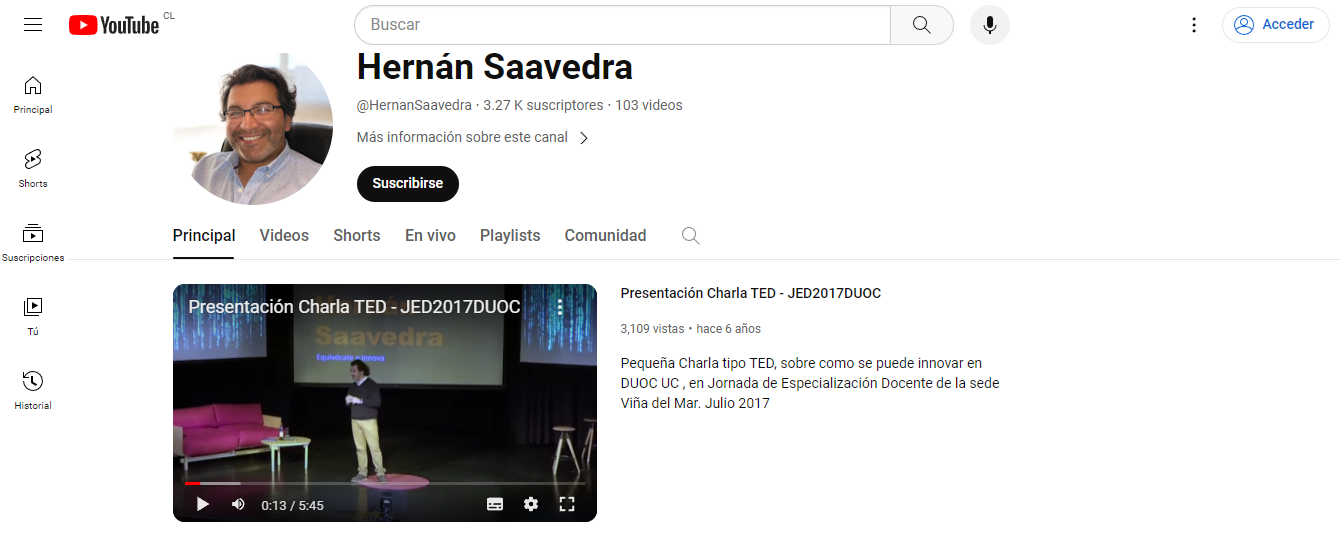 YouTube CL
Buscar
Acceder
Principal
Shorts
Suscripciones
Tú
Historial
Hernán Saavedra
@HernanSaavedra · 3.27 K suscriptores · 103 videos
Más información sobre este canal
Suscribirse
Principal Videos Shorts En vivo Playlists Comunidad
Presentación Charla TED - JED2017DUOC
Saavedra
Equivócate e innova
0:13 / 5:45
Presentación Charla TED - JED2017DUOC
3,109 vistas • hace 6 años
Pequeña Charla tipo TED, sobre como se puede innovar en
DUOC UC , en Jornada de Especialización Docente de la sede
Viña del Mar. Julio 2017